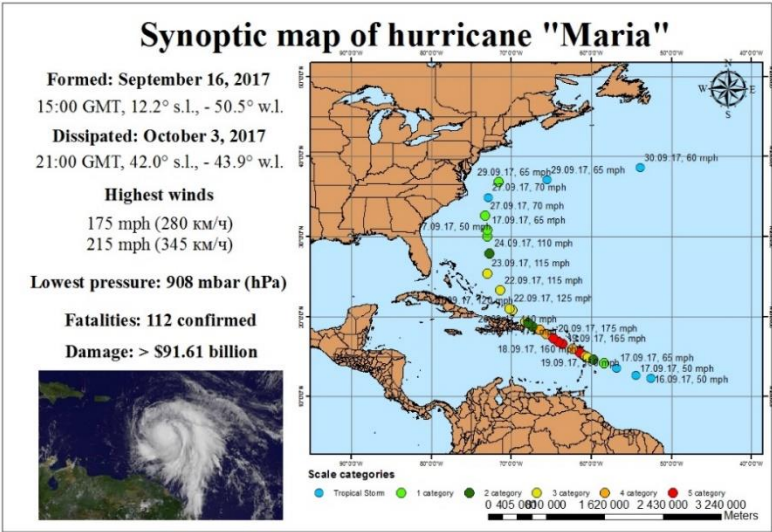 Synoptic map of hurricane "Maria"
Formed: September 16, 2017
15:00 GMT, 12.2° s.l., - 50.5° w.l.
Dissipated: October 3, 2017
21:00 GMT, 42.0° s.l., - 43.9° w.l.
Highest winds
175 mph (280 км/ч)
215 mph (345 км/ч)
Lowest pressure: 908 mbar (hPa)
Fatalities: 112 confirmed
Damage: > $91.61 billion
N
W E
S
30.09.17, 60 mph
29.09.17, 65 mph
29.09.17, 65 mph
27.09.17, 70 mph
27.09.17, 70 mph
17.09.17, 65 mph
7.09.17, 50 mph
24.09.17, 110 mph
23.09.17, 115 mph
22.09.17, 115 mph
22.09.17, 125 mph
20.09.17, 175 mph
18.09.17, 160 mph
17.09.17, 65 mph
17.09.17, 50 mph
16.09.17, 50 mph
Scale categories
Tropical Storm 1 category 2 category 3 category 4 category 5 category
0 405 000 1 620 000 2 430 000 3 240 000
Meters